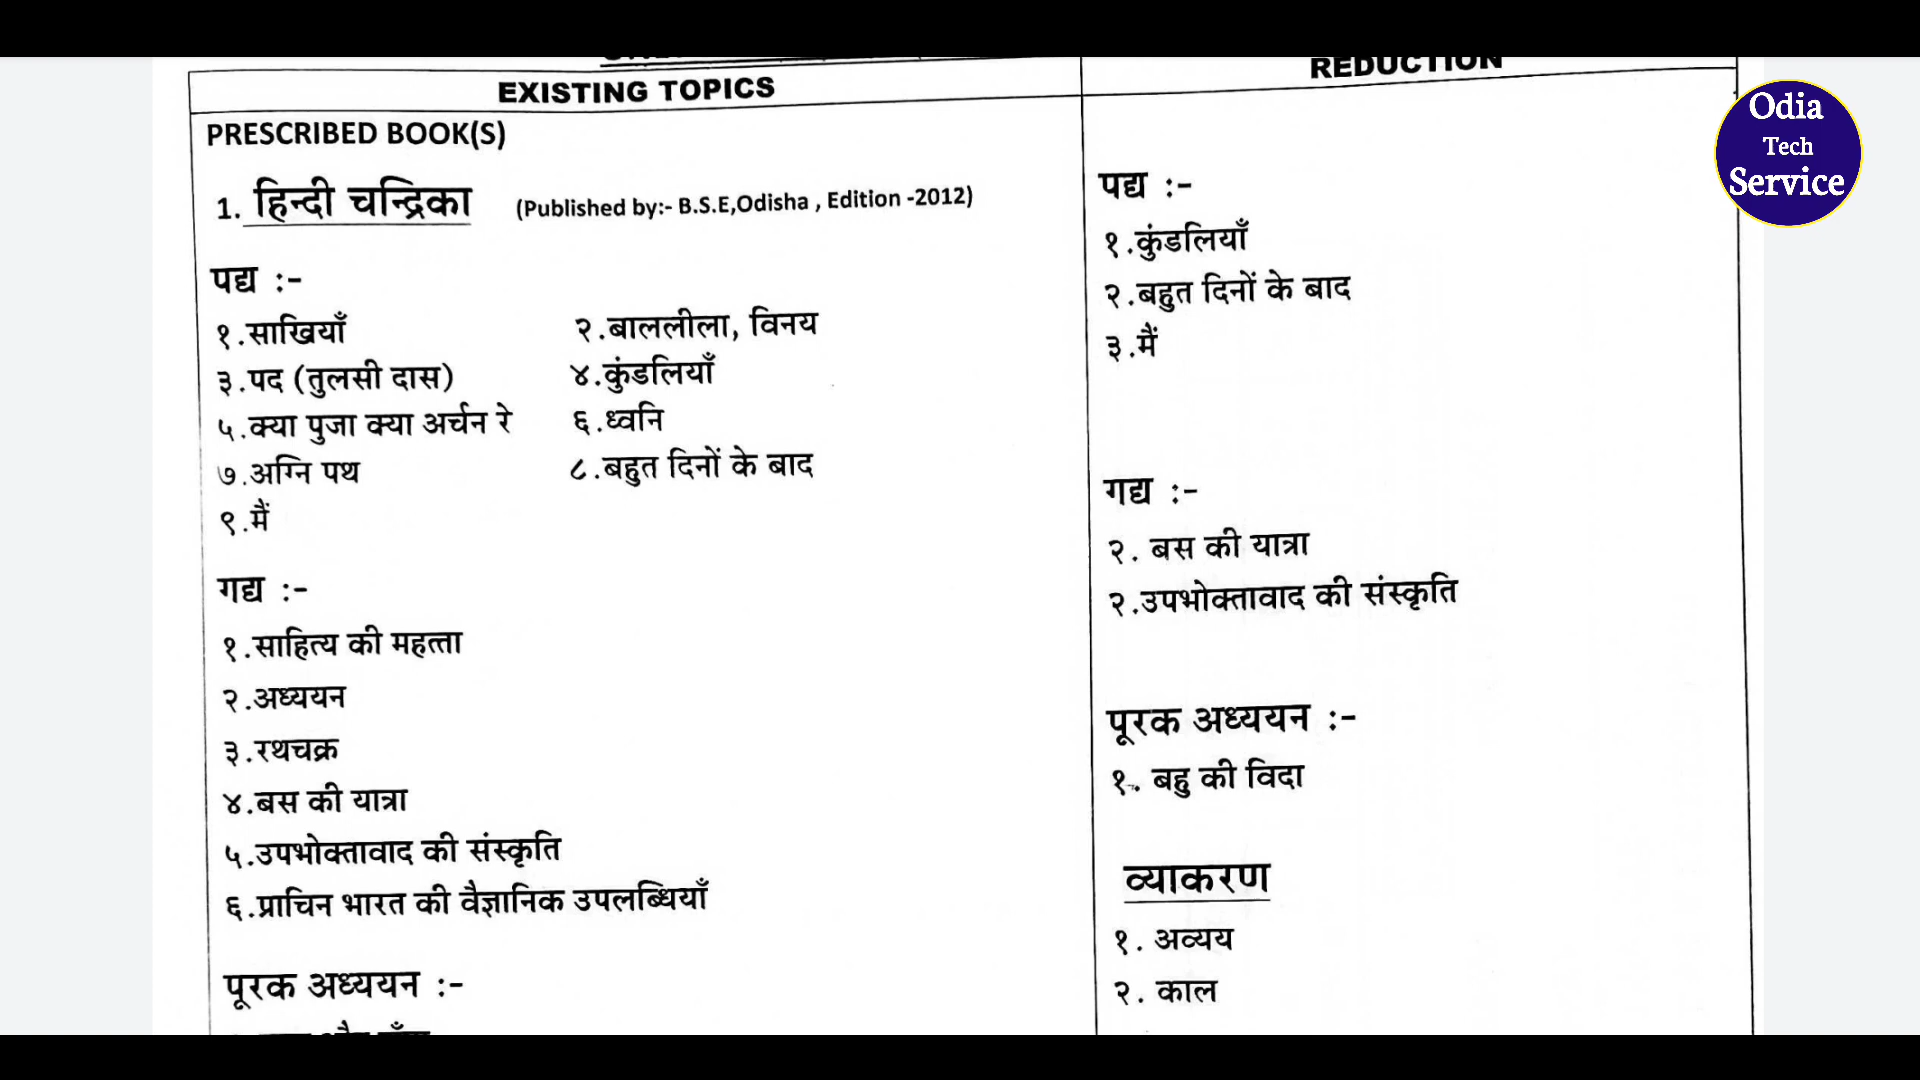 EXISTING TOPICS
PRESCRIBED BOOK(S)
1. हिन्दी चन्द्रिका (Published by:- B.S.E,Odisha , Edition -2012)
पद्य :-
१.साखियाँ २.बाललीला, विनय
३.पद (तुलसी दास) ४.कुंडलियाँ
५.क्या पुजा क्या अर्चन रे ६.ध्वनि
७.अग्नि पथ ८.बहुत दिनों के बाद
९.मैं
गद्य :-
१.साहित्य की महत्ता
२.अध्ययन
३.रथचक्र
४.बस की यात्रा
५.उपभोक्तावाद की संस्कृति
६.प्राचिन भारत की वैज्ञानिक उपलब्धियाँ
पूरक अध्ययन :-
REDUCTION
पद्य :-
१.कुंडलियाँ
२.बहुत दिनों के बाद
३.मैं
गद्य :-
२. बस की यात्रा
२.उपभोक्तावाद की संस्कृति
पूरक अध्ययन :-
१. बहु की विदा
व्याकरण
१. अव्यय
२. काल
Odia
Tech
Service